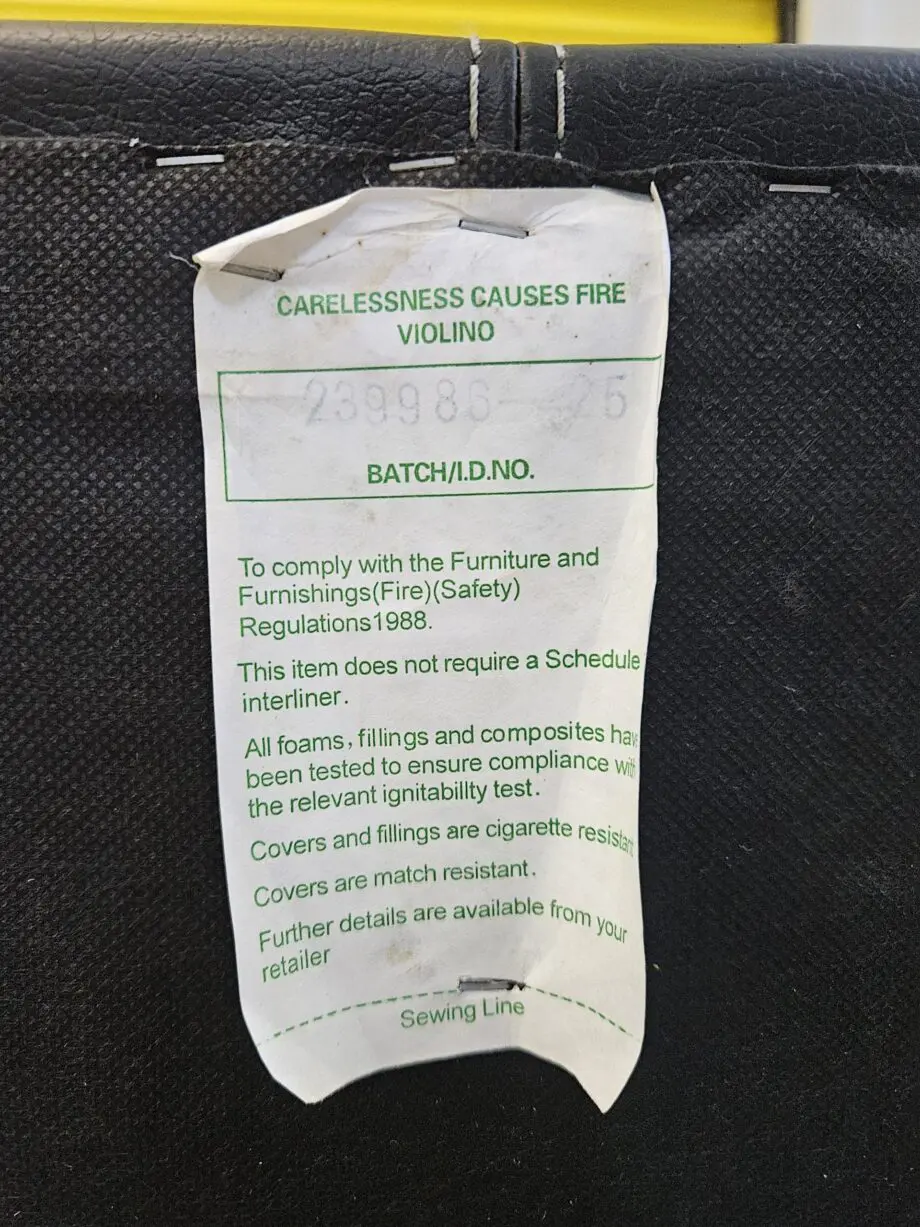 CARELESSNESS CAUSES FIRE
VIOLINO
239986- 25
BATCH/I.D.NO.
To comply with the Furniture and
Furnishings(Fire)(Safety)
Regulations1988.
This item does not require a Schedule
interliner.
All foams, fillings and composites hav
been tested to ensure compliance with
the relevant ignitabillty test.
Covers and fillings are cigarette resistant
Covers are match resistant.
Further details are available from your
retailer
Sewing Line